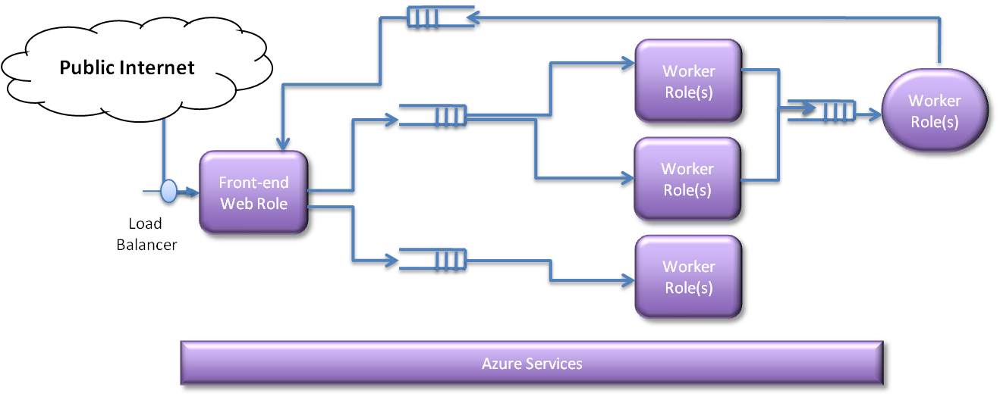 Public Internet
Worker
Role(s)
Worker
Role(s)
Worker
Role(s)
Front-end
Web Role
Load
Balancer
Worker
Role(s)
Azure Services